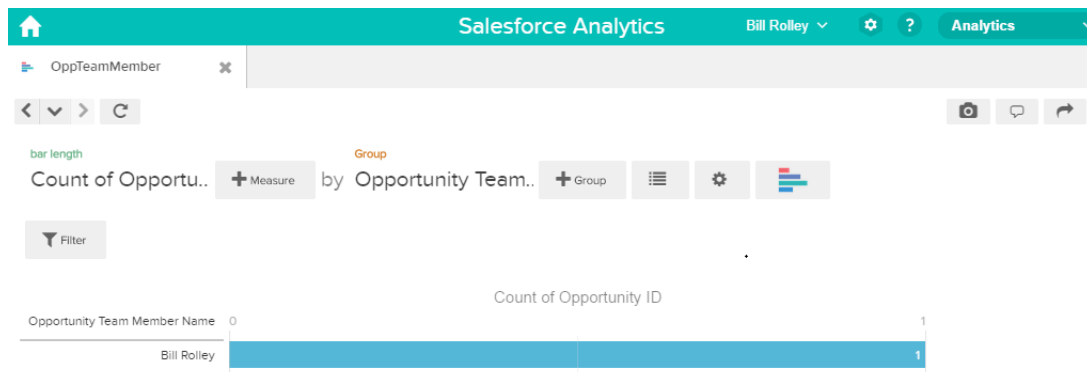 Salesforce Analytics Bill Rolley ? Analytics
OppTeamMember
bar length Group
Count of Opportu.. + Measure by Opportunity Team.. + Group
Filter
Count of Opportunity ID
Opportunity Team Member Name 0 1
Bill Rolley 1